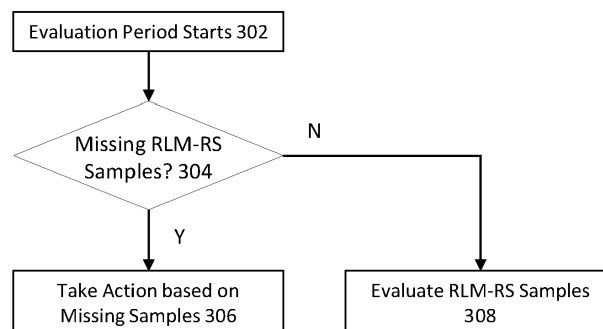 Evaluation Period Starts 302
Missing RLM-RS
Samples? 304
N
Y
Take Action based on
Missing Samples 306
Evaluate RLM-RS Samples
308